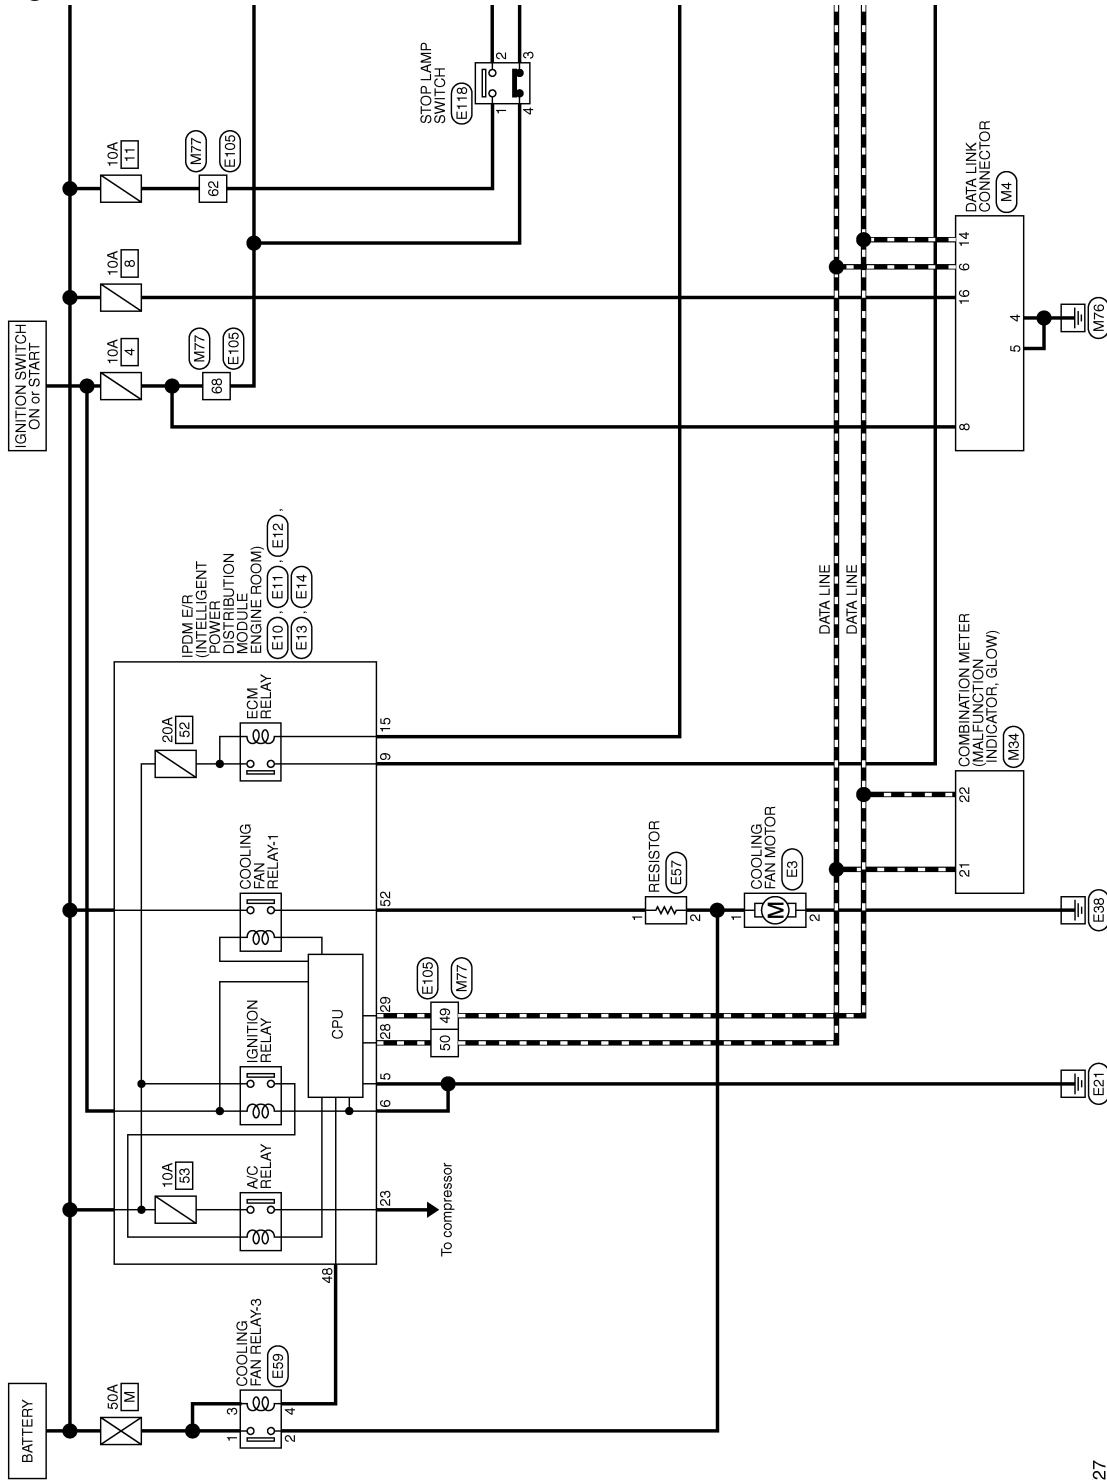 BATTERY
50A
M
COOLING
FAN RELAY-3
E59
1
3
2
4
48
IPDM E/R
(INTELLIGENT
POWER
DISTRIBUTION
MODULE
ENGINE ROOM)
E10 , E11 , E12 ,
E13 , E14
10A
53
A/C
RELAY
IGNITION
RELAY
CPU
COOLING
FAN
RELAY-1
20A
52
ECM
RELAY
23
6
5
28
29
52
9
15
To compressor
50
49
E105
M77
1
2
RESISTOR
E57
1
2
M
COOLING
FAN MOTOR
E3
E21
E38
IGNITION SWITCH
ON or START
10A
4
10A
8
10A
11
68
M77
E105
62
M77
E105
STOP LAMP
SWITCH
E118
1
2
4
3
DATA LINE
DATA LINE
COMBINATION METER
(MALFUNCTION
INDICATOR, GLOW)
M34
21
22
DATA LINK
CONNECTOR
M4
8
16
6
14
5
4
M76
27